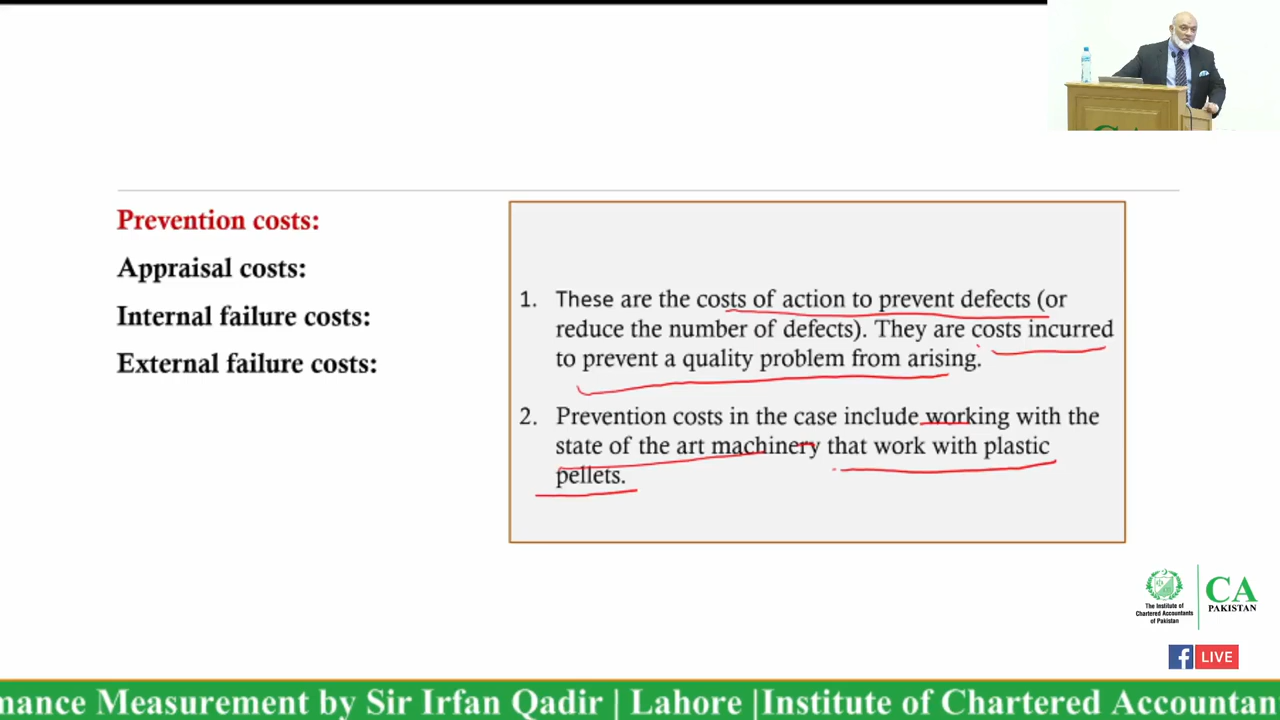 Prevention costs:
Appraisal costs:
Internal failure costs:
External failure costs:
1. These are the costs of action to prevent defects (or
reduce the number of defects). They are costs incurred
to prevent a quality problem from arising.
2. Prevention costs in the case include working with the
state of the art machinery that work with plastic
pellets.
The Institute of
Chartered Accountants
of Pakistan
CA
PAKISTAN
f LIVE
mance Measurement by Sir Irfan Qadir | Lahore |Institute of Chartered Accountan